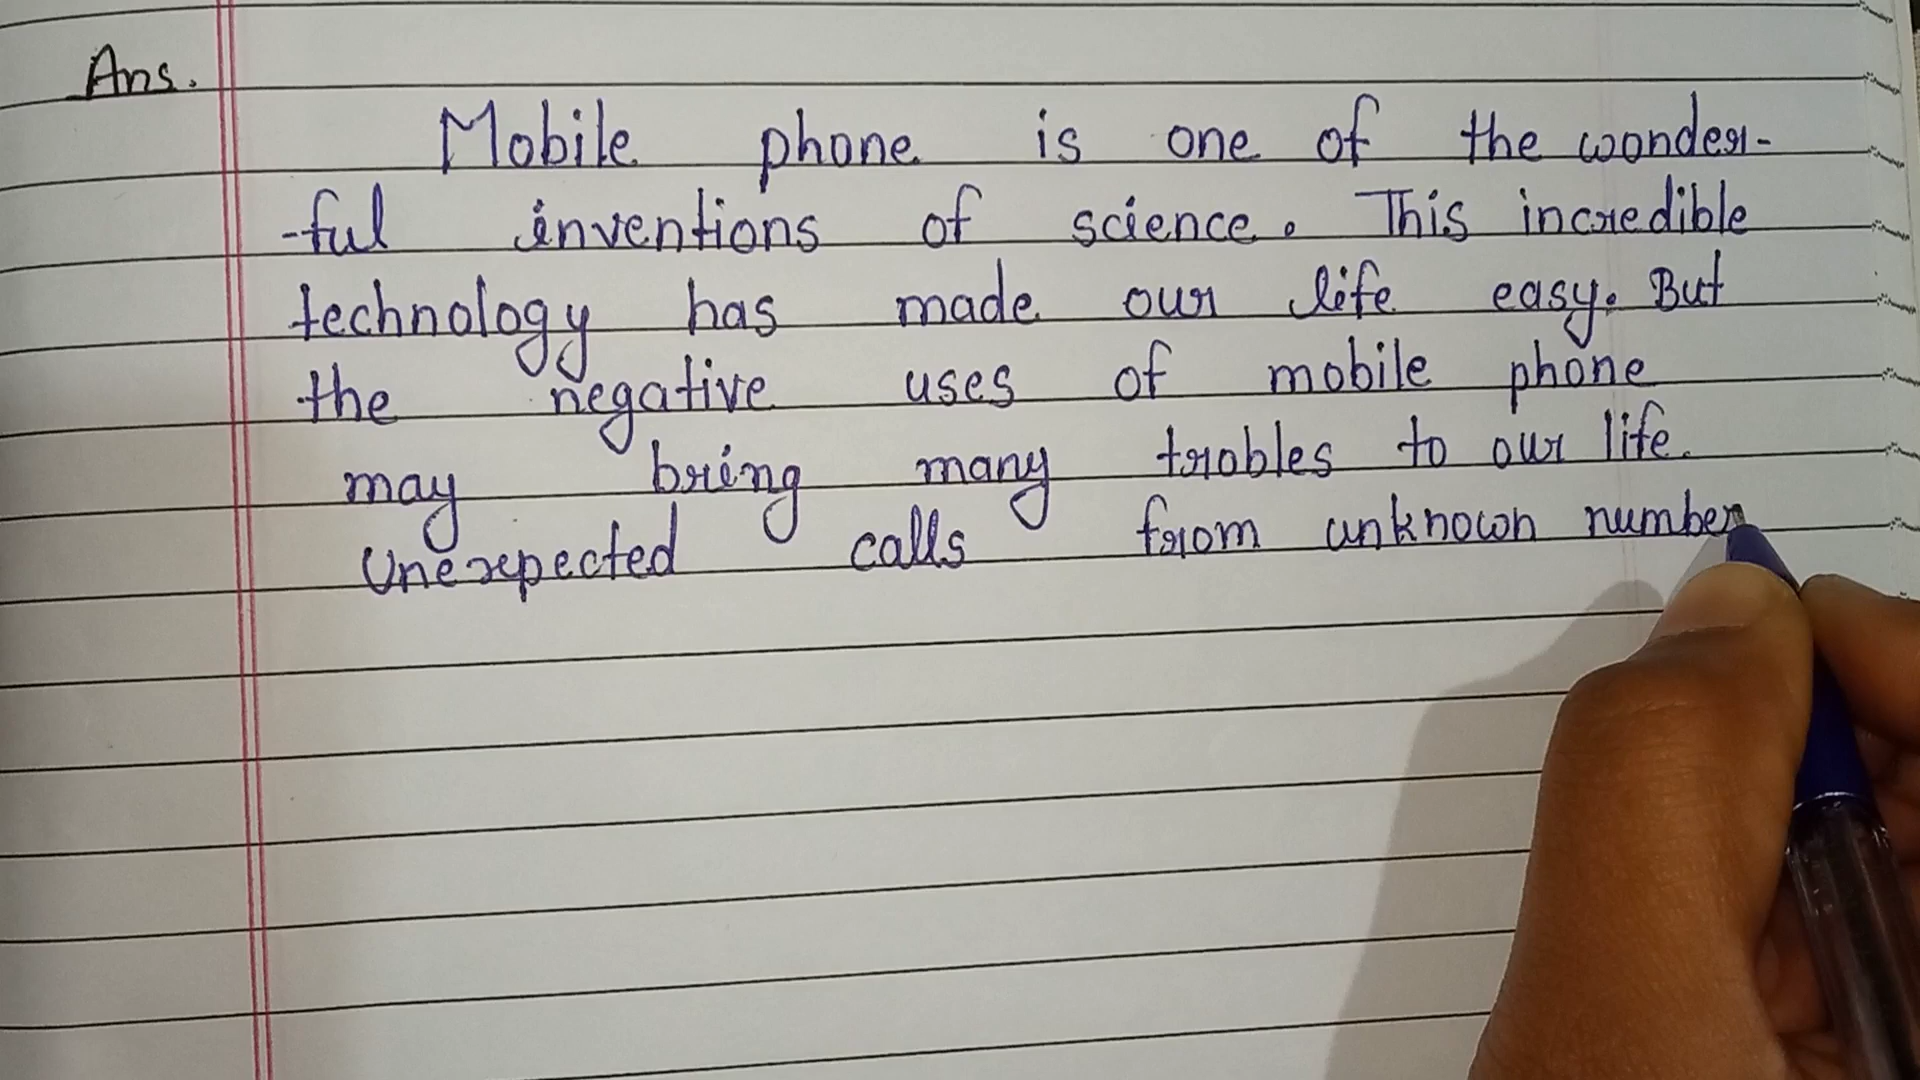 Ans.
Mobile phone is one of the wonder-
-ful inventions of science. This incredible
technology has made our life easy. But
the negative uses of mobile phone
may bring many trobles to our life.
Unexepected calls from unknown number